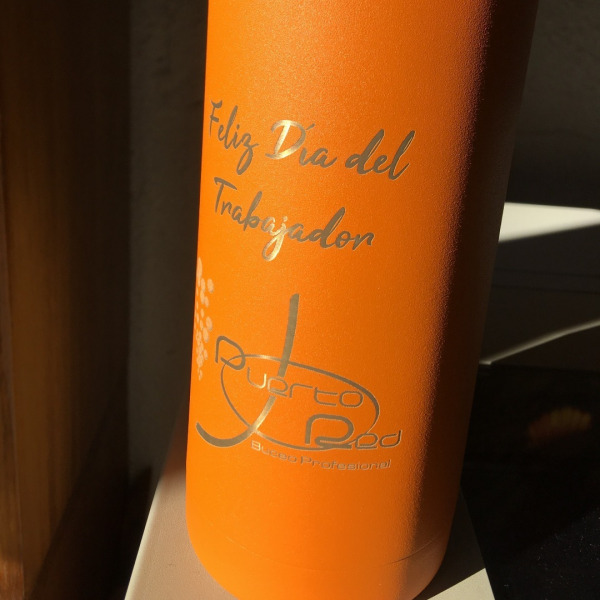 Feliz Día del
Trabajador
Puerto
Red
Buceo Profesional